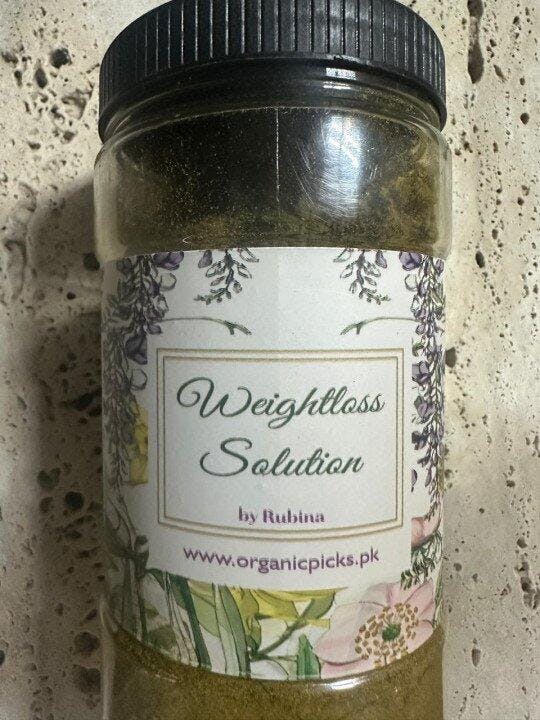 Weightloss
Solution
by Rubina
www.organicpicks.pk